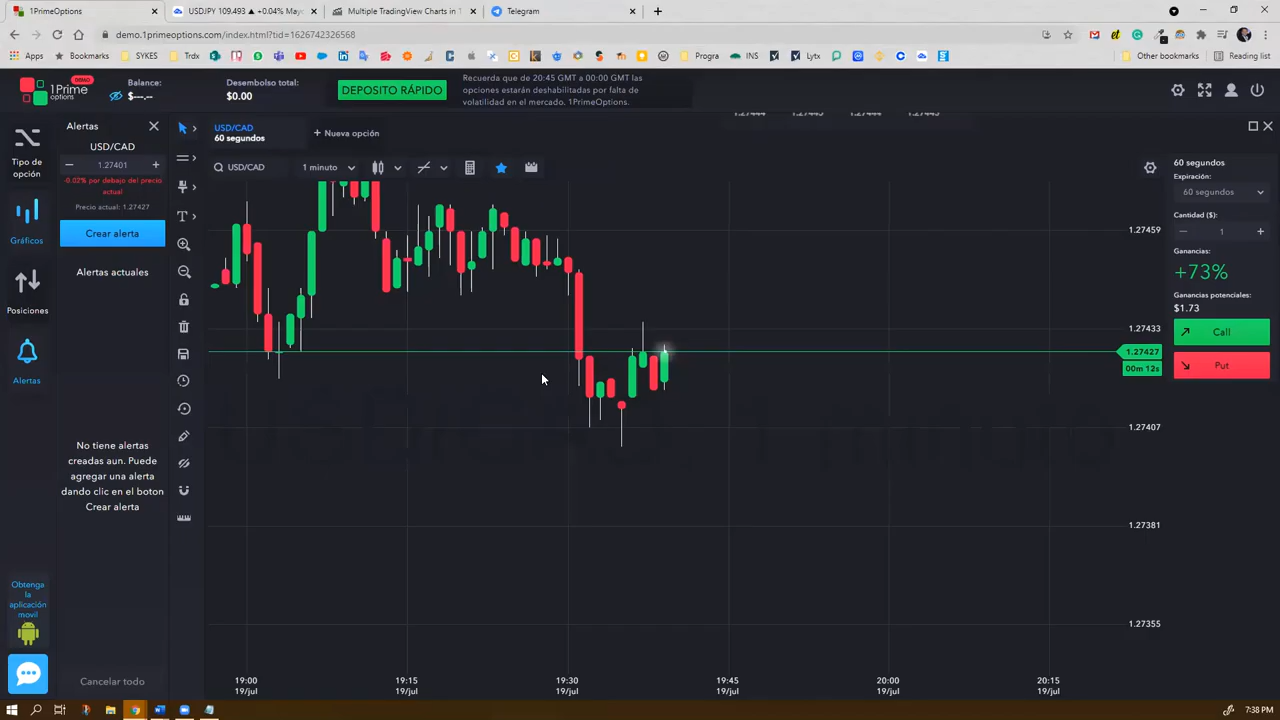 1PrimeOptions
USDJPY 109.493 ▲ +0.04% Mayo
Multiple TradingView Charts in 1
Telegram
demo.1primeoptions.com/index.html?tid=1626742326568
Apps
Bookmarks
SYKES
Trdx
Progra
INS
Lytx
Other bookmarks
Reading list
1Prime
options
DEMO
Balance:
$---.--
Desembolso total:
$0.00
DEPOSITO RÁPIDO
Recuerda que de 20:45 GMT a 00:00 GMT las
opciones estarán deshabilitadas por falta de
volatilidad en el mercado. 1PrimeOptions.
Tipo de
opción
Gráficos
Posiciones
Alertas
Obtenga
la
aplicación
movil
Alertas
USD/CAD
1.27401
-0.02% por debajo del precio
actual
Precio actual: 1.27427
Crear alerta
Alertas actuales
No tiene alertas
creadas aun. Puede
agregar una alerta
dando clic en el boton
Crear alerta
Cancelar todo
USD/CAD
60 segundos
+ Nueva opción
USD/CAD
1 minuto
1.27459
1.27433
1.27427
00m 12s
1.27407
1.27381
1.27355
19:00
19/jul
19:15
19/jul
19:30
19/jul
19:45
19/jul
20:00
19/jul
20:15
19/jul
60 segundos
Expiración:
60 segundos
Cantidad ($):
1
Ganancias:
+73%
Ganancias potenciales:
$1.73
Call
Put
7:38 PM